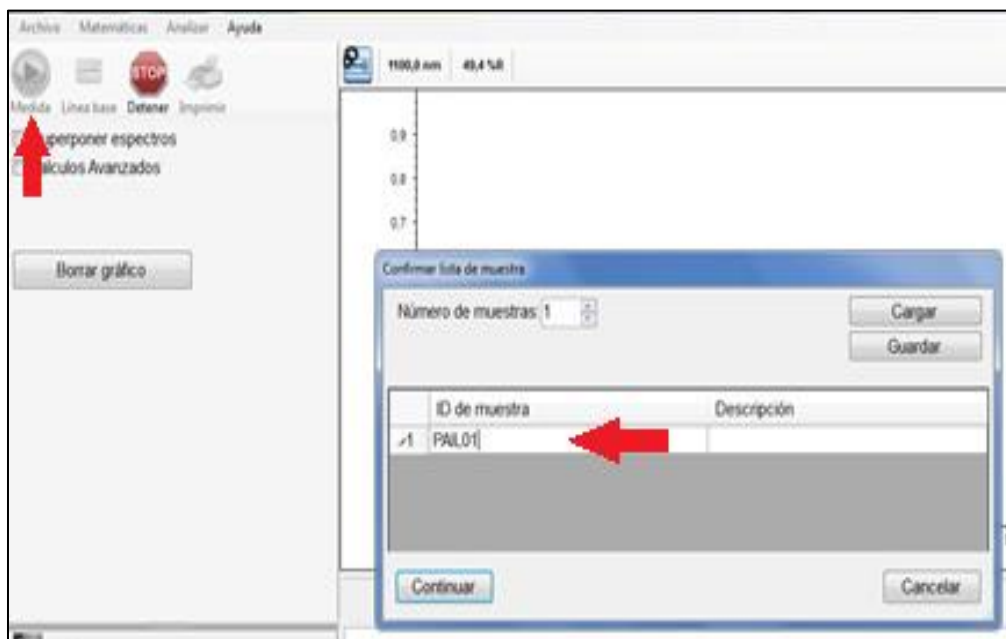 Archivo Matemáticas Analizar Ayuda
STOP
Medida Línea base Detener Imprimir
1100,0 nm 49,4 %R
Superponer espectros
Cálculos Avanzados
Borrar gráfico
0.9
0.8
0.7
Confirmar lista de muestra
Número de muestras 1
Cargar
Guardar
ID de muestra Descripción
1 PAIL01
Continuar Cancelar